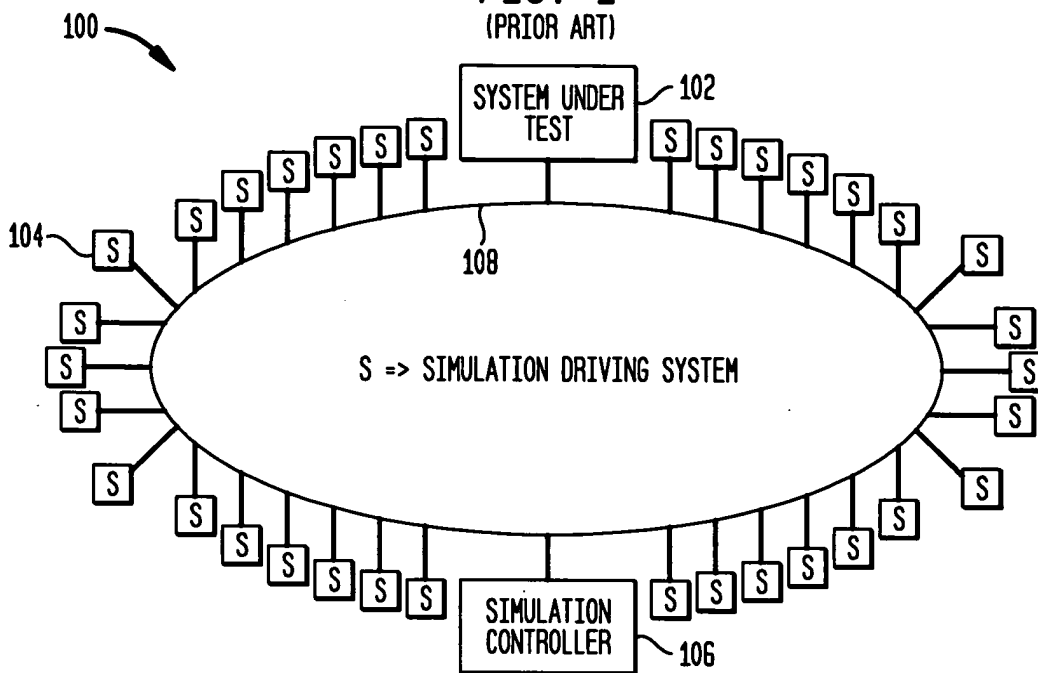 (PRIOR ART)
100
SYSTEM UNDER
TEST
102
S S S S S S S S S S S S
104 S S
108
S S
S S
S => SIMULATION DRIVING SYSTEM
S S
S S
S S S S S S S S S S S S
SIMULATION
CONTROLLER
106